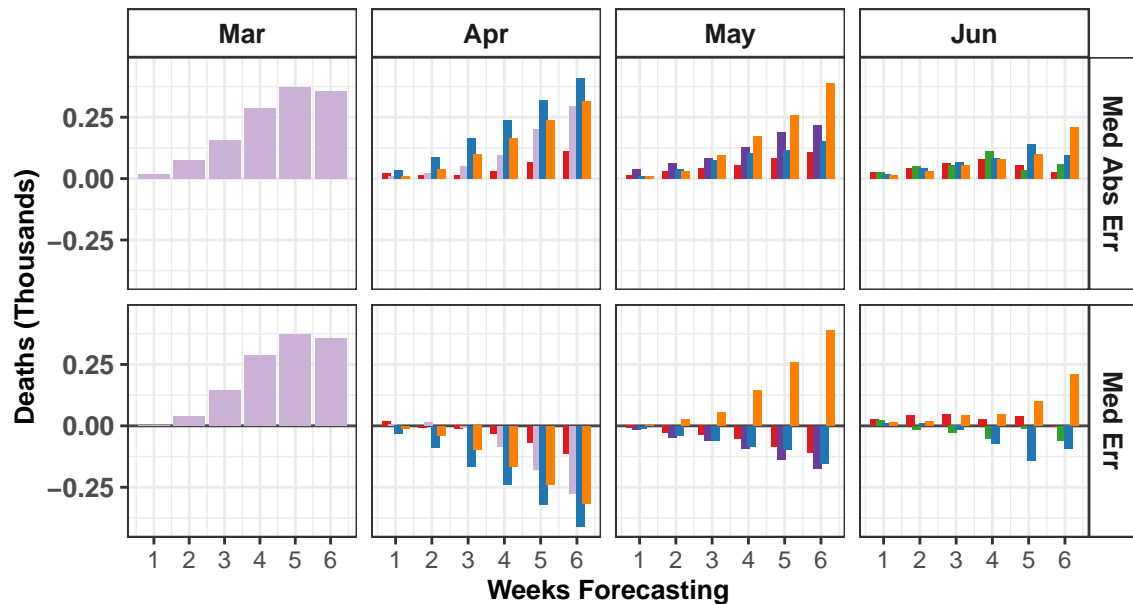 Mar Apr May Jun
0.25
0.00
−0.25
Med Abs Err
0.25
0.00
−0.25
Med Err
Deaths (Thousands)
1 2 3 4 5 6 1 2 3 4 5 6 1 2 3 4 5 6 1 2 3 4 5 6
Weeks Forecasting